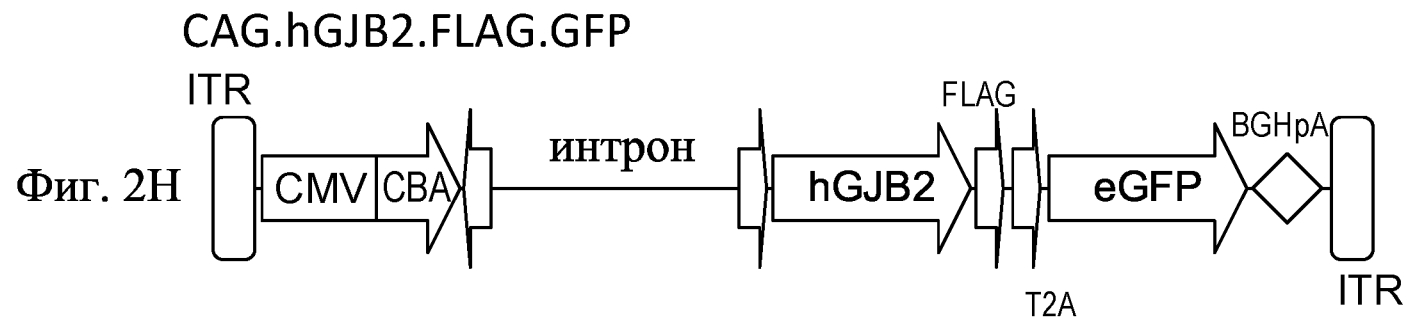 CAG.hGJB2.FLAG.GFP
ITR
FLAG
BGHpA
Фиг. 2H
CMV
CBA
интрон
hGJB2
eGFP
T2A
ITR